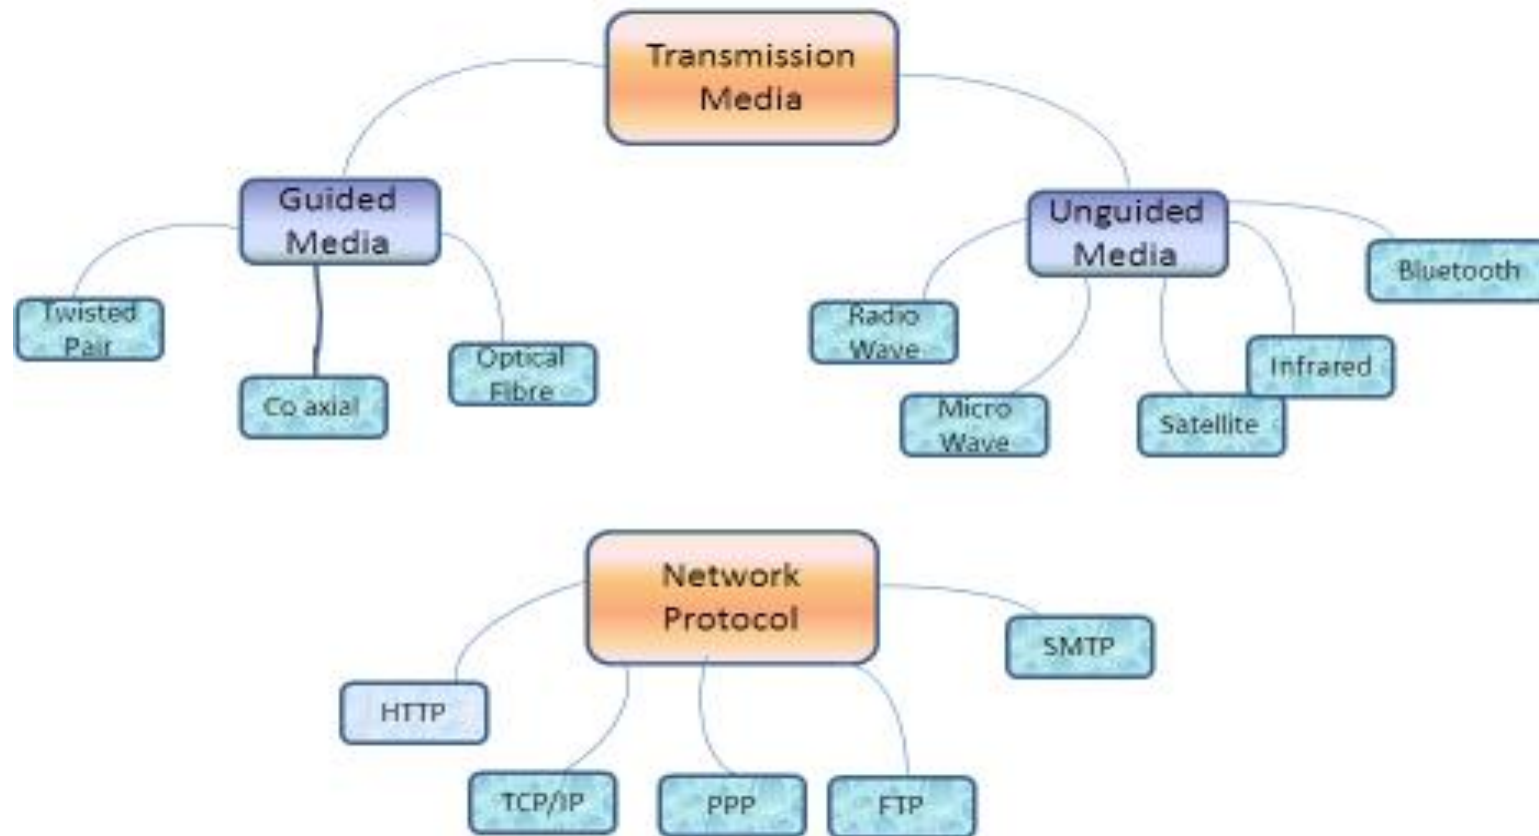 Transmission
Media
Guided
Media
Unguided
Media
Bluetooth
Twisted
Pair
Radio
Wave
Optical
Fibre
Infrared
Co axial
Micro
Wave
Satellite
Network
Protocol
SMTP
HTTP
TCP/IP
PPP
FTP